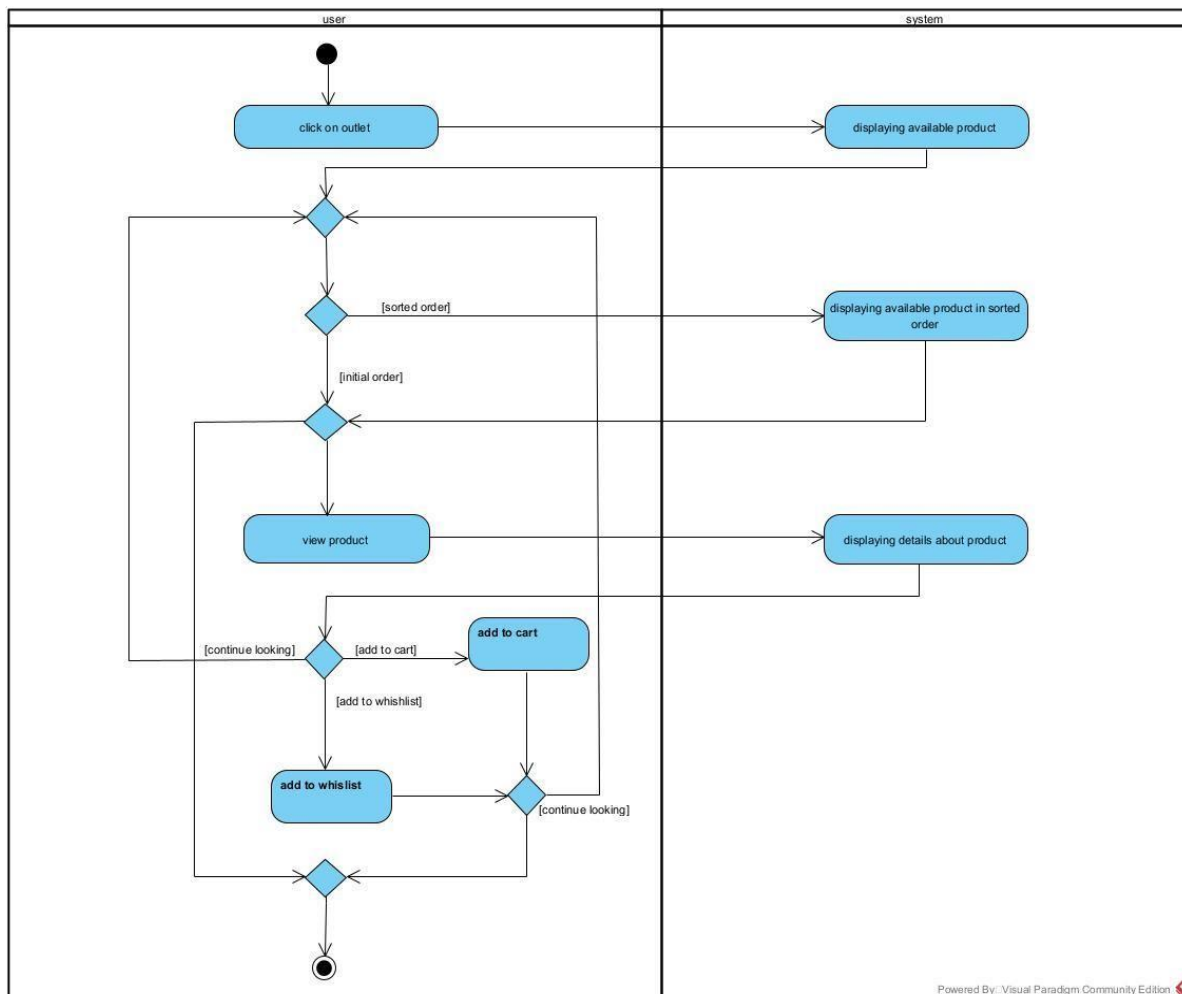 user
system
click on outlet
displaying available product
[sorted order]
displaying available product in sorted
order
[initial order]
view product
displaying details about product
add to cart
[continue looking]
[add to cart]
[add to whishlist]
add to whislist
[continue looking]
Powered By: Visual Paradigm Community Edition